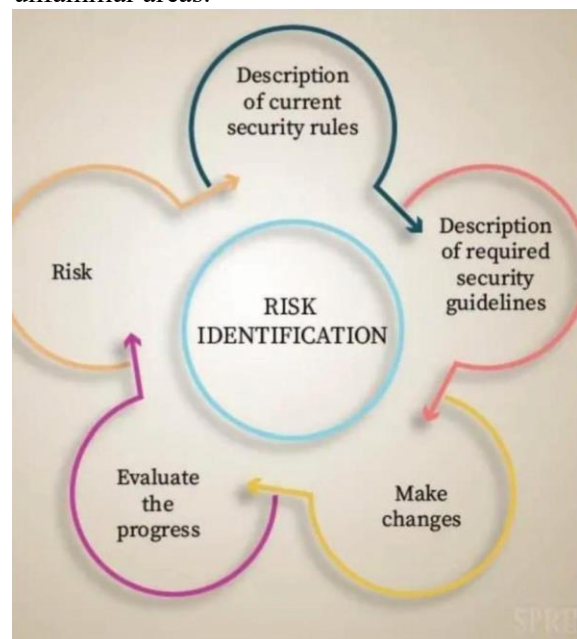 Description
of current
security rules
Description
of required
security
guidelines
Risk
RISK
IDENTIFICATION
Evaluate
the
progress
Make
changes